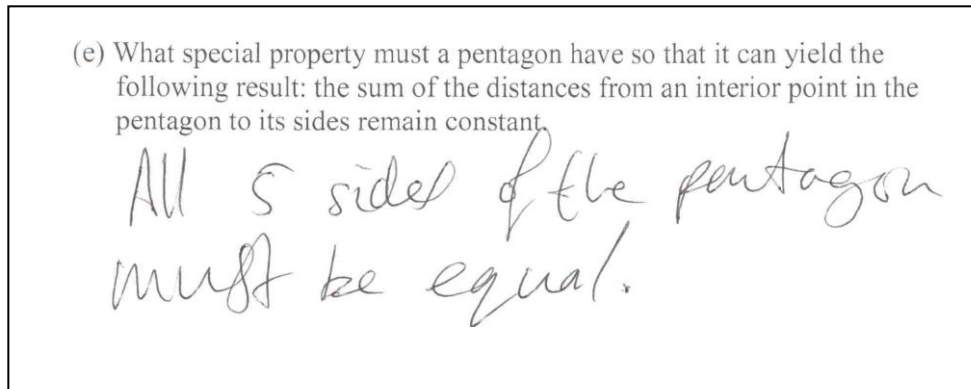 (e) What special property must a pentagon have so that it can yield the
following result: the sum of the distances from an interior point in the
pentagon to its sides remain constant.
All 5 sides of the pentagon
must be equal.